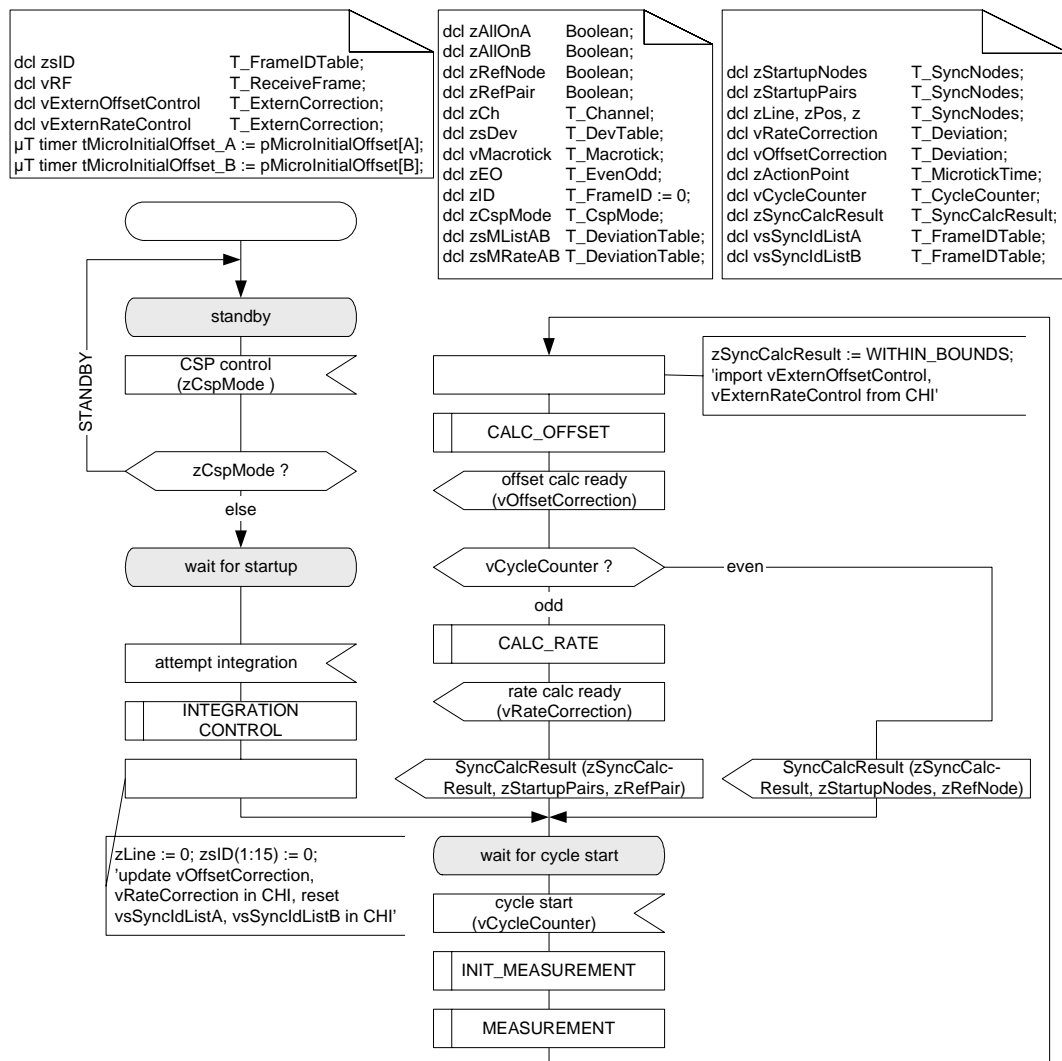 dcl zsID T_FrameIDTable;
dcl vRF T_ReceiveFrame;
dcl vExternOffsetControl T_ExternCorrection;
dcl vExternRateControl T_ExternCorrection;
µT timer tMicroInitialOffset_A := pMicroInitialOffset[A];
µT timer tMicroInitialOffset_B := pMicroInitialOffset[B];
dcl zAllOnA Boolean;
dcl zAllOnB Boolean;
dcl zRefNode Boolean;
dcl zRefPair Boolean;
dcl zCh T_Channel;
dcl zsDev T_DevTable;
dcl vMacrotick T_Macrotick;
dcl zEO T_EvenOdd;
dcl zID T_FrameID := 0;
dcl zCspMode T_CspMode;
dcl zsMListAB T_DeviationTable;
dcl zsMRateAB T_DeviationTable;
dcl zStartupNodes T_SyncNodes;
dcl zStartupPairs T_SyncNodes;
dcl zLine, zPos, z T_SyncNodes;
dcl vRateCorrection T_Deviation;
dcl vOffsetCorrection T_Deviation;
dcl zActionPoint T_MicrotickTime;
dcl vCycleCounter T_CycleCounter;
dcl zSyncCalcResult T_SyncCalcResult;
dcl vsSyncIdListA T_FrameIDTable;
dcl vsSyncIdListB T_FrameIDTable;
standby
CSP control
(zCspMode )
STANDBY
zCspMode ?
else
wait for startup
attempt integration
INTEGRATION
CONTROL
zLine := 0; zsID(1:15) := 0;
'update vOffsetCorrection,
vRateCorrection in CHI, reset
vsSyncIdListA, vsSyncIdListB in CHI'
zSyncCalcResult := WITHIN_BOUNDS;
'import vExternOffsetControl,
vExternRateControl from CHI'
CALC_OFFSET
offset calc ready
(vOffsetCorrection)
vCycleCounter ?
even
odd
CALC_RATE
rate calc ready
(vRateCorrection)
SyncCalcResult (zSyncCalc-
Result, zStartupPairs, zRefPair)
SyncCalcResult (zSyncCalc-
Result, zStartupNodes, zRefNode)
wait for cycle start
cycle start
(vCycleCounter)
INIT_MEASUREMENT
MEASUREMENT